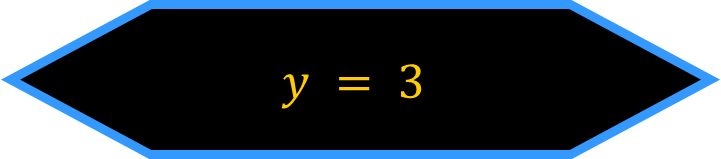 y = 3